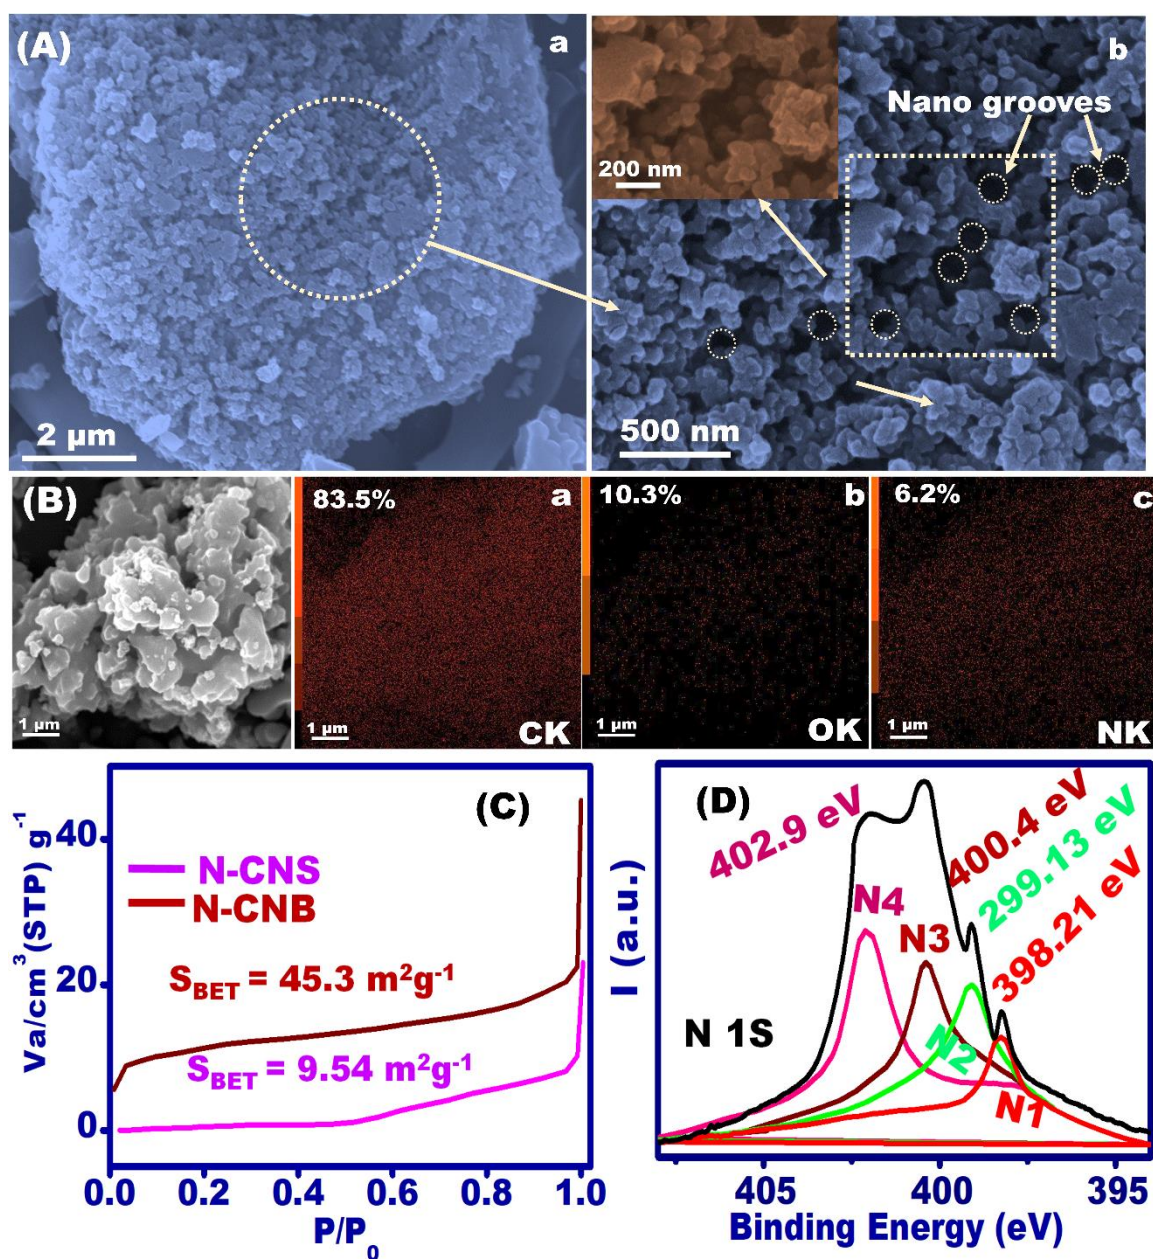 (A)
a
2 µm
b
Nano grooves
200 nm
500 nm
(B)
1 µm
83.5%
a
1 µm
CK
10.3%
b
1 µm
OK
6.2%
c
1 µm
NK
(C)
Va/cm³(STP) g⁻¹
40
20
0
N-CNS
N-CNB
S_BET = 45.3 m²g⁻¹
S_BET = 9.54 m²g⁻¹
0.0 0.2 0.4 0.6 0.8 1.0
P/P₀
(D)
I (a.u.)
402.9 eV
400.4 eV
299.13 eV
398.21 eV
N4
N3
N2
N1
N 1S
405 400 395
Binding Energy (eV)